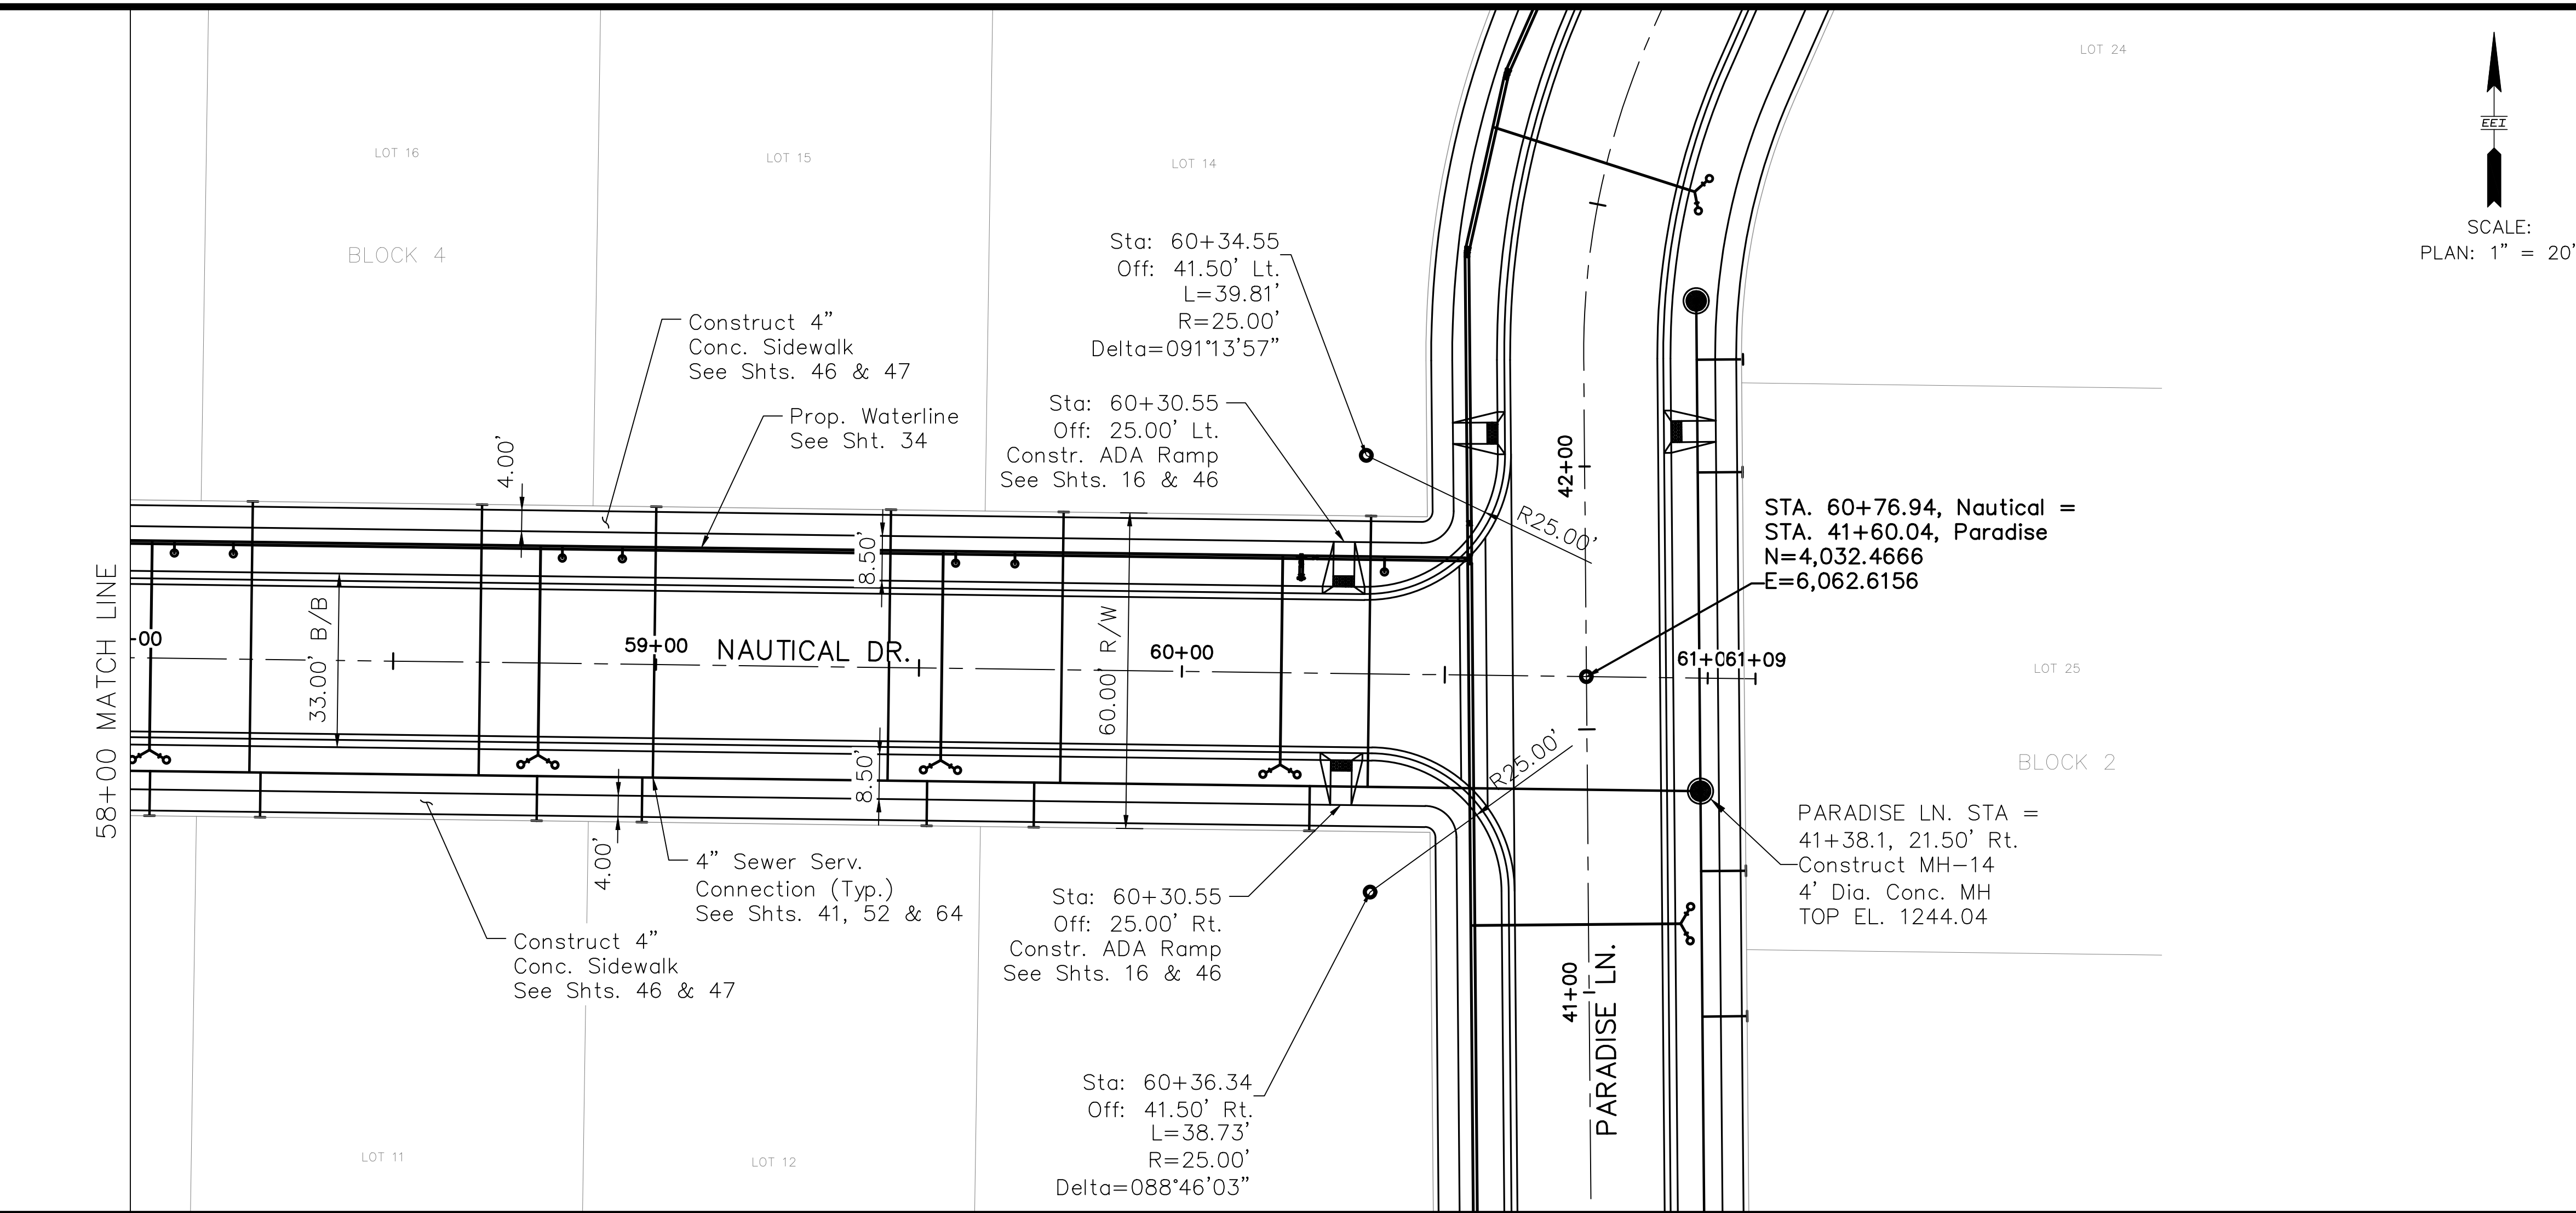 LOT 24
EEI
SCALE:
PLAN: 1" = 20'
LOT 16
LOT 15
LOT 14
BLOCK 4
Sta: 60+34.55
Off: 41.50' Lt.
L=39.81'
R=25.00'
Delta=091°13'57"
Construct 4"
Conc. Sidewalk
See Shts. 46 & 47
Prop. Waterline
See Sht. 34
Sta: 60+30.55
Off: 25.00' Lt.
Constr. ADA Ramp
See Shts. 16 & 46
4.00'
8.50'
R25.00'
42+00
STA. 60+76.94, Nautical =
STA. 41+60.04, Paradise
N=4,032.4666
E=6,062.6156
58+00 MATCH LINE
-00
33.00' B/B
59+00
NAUTICAL DR.
60.00' R/W
60+00
61+0
61+09
LOT 25
BLOCK 2
8.50'
R25.00'
4.00'
PARADISE LN. STA =
41+38.1, 21.50' Rt.
Construct MH-14
4' Dia. Conc. MH
TOP EL. 1244.04
4" Sewer Serv.
Connection (Typ.)
See Shts. 41, 52 & 64
Construct 4"
Conc. Sidewalk
See Shts. 46 & 47
Sta: 60+30.55
Off: 25.00' Rt.
Constr. ADA Ramp
See Shts. 16 & 46
41+00
PARADISE LN.
Sta: 60+36.34
Off: 41.50' Rt.
L=38.73'
R=25.00'
Delta=088°46'03"
LOT 11
LOT 12